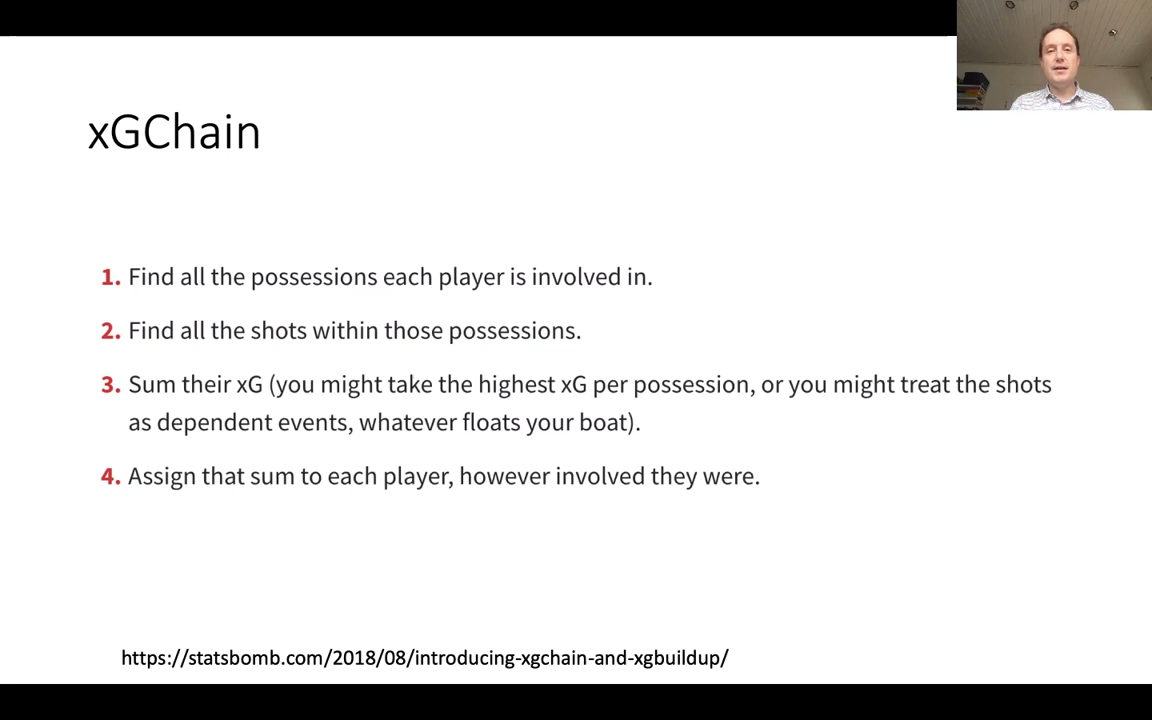 xGChain
1. Find all the possessions each player is involved in.
2. Find all the shots within those possessions.
3. Sum their xG (you might take the highest xG per possession, or you might treat the shots
as dependent events, whatever floats your boat).
4. Assign that sum to each player, however involved they were.
https://statsbomb.com/2018/08/introducing-xgchain-and-xgbuildup/